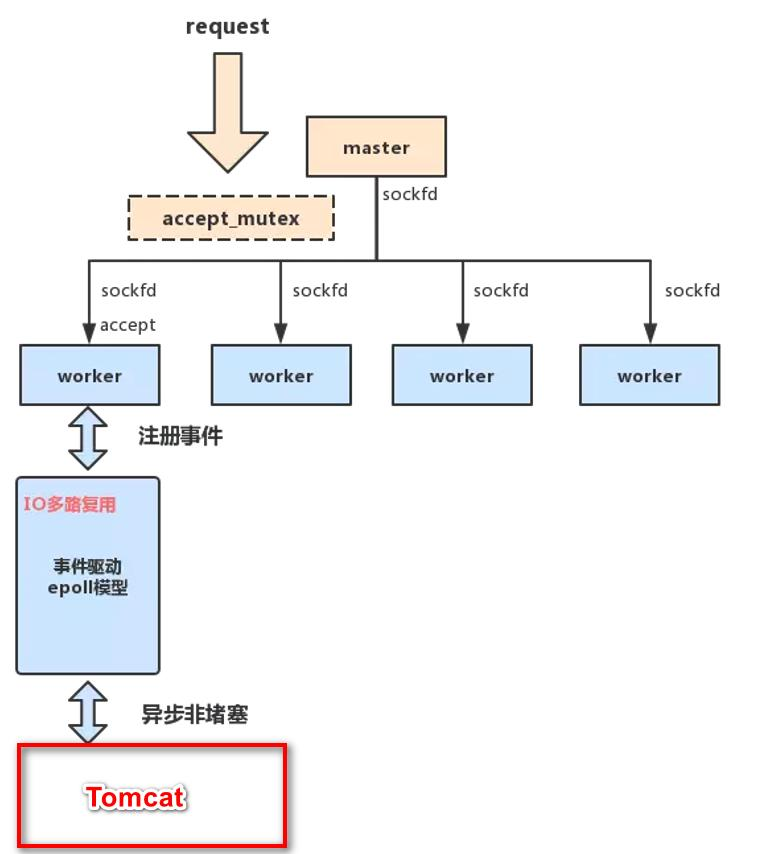 request
master
sockfd
accept_mutex
sockfd
sockfd
sockfd
sockfd
accept
worker
worker
worker
worker
注册事件
IO多路复用
事件驱动
epoll模型
异步非堵塞
Tomcat